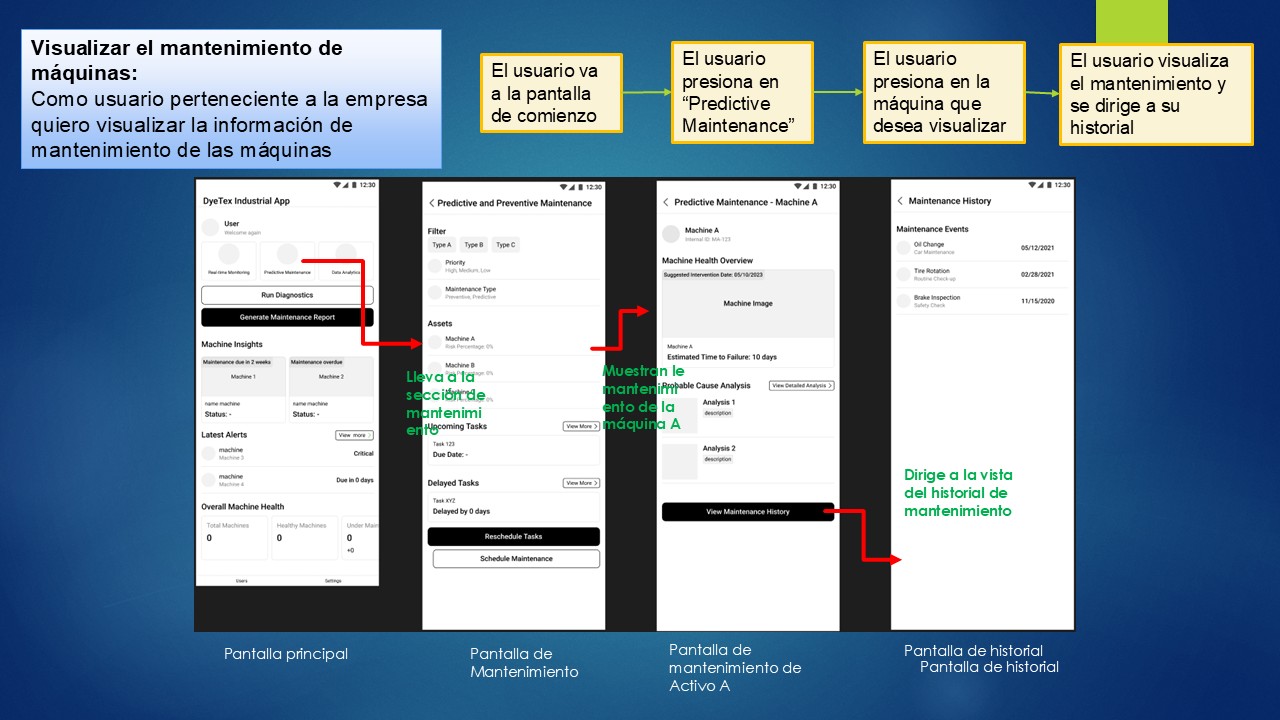 Visualizar el mantenimiento de
máquinas:
Como usuario perteneciente a la empresa
quiero visualizar la información de
mantenimiento de las máquinas
El usuario va
a la pantalla
de comienzo
El usuario
presiona en
“Predictive
Maintenance”
El usuario
presiona en la
máquina que
desea visualizar
El usuario visualiza
el mantenimiento y
se dirige a su
historial
12:30
DyeTex Industrial App
User
Welcome again
Real-time Monitoring
Predictive Maintenance
Data Analytics
Run Diagnostics
Generate Maintenance Report
Machine Insights
Maintenance due in 2 weeks
Machine 1
name machine
Status: -
Maintenance overdue
Machine 2
name machine
Status: -
Latest Alerts
View more
machine
Machine 3
Critical
machine
Machine 4
Due in 0 days
Overall Machine Health
Total Machines
0
Healthy Machines
0
Under Main
0
+0
Users
Settings
Lleva a la
sección de
mantenimi
ento
12:30
Predictive and Preventive Maintenance
Filter
Type A
Type B
Type C
Priority
High, Medium, Low
Maintenance Type
Preventive, Predictive
Assets
Machine A
Risk Percentage: 0%
Machine B
Risk Percentage: 0%
Upcoming Tasks
View More
Task 123
Due Date: -
Delayed Tasks
View More
Task XYZ
Delayed by 0 days
Reschedule Tasks
Schedule Maintenance
Muestran le
mantenimi
ento de la
máquina A
12:30
Predictive Maintenance - Machine A
Machine A
Internal ID: MA-123
Machine Health Overview
Suggested Intervention Date: 05/10/2023
Machine Image
Machine A
Estimated Time to Failure: 10 days
Probable Cause Analysis
View Detailed Analysis
Analysis 1
description
Analysis 2
description
View Maintenance History
12:30
Maintenance History
Maintenance Events
Oil Change
Car Maintenance
05/12/2021
Tire Rotation
Routine Check-up
02/28/2021
Brake Inspection
Safety Check
11/15/2020
Dirige a la vista
del historial de
mantenimiento
Pantalla principal
Pantalla de
Mantenimiento
Pantalla de
mantenimiento de
Activo A
Pantalla de historial
Pantalla de historial